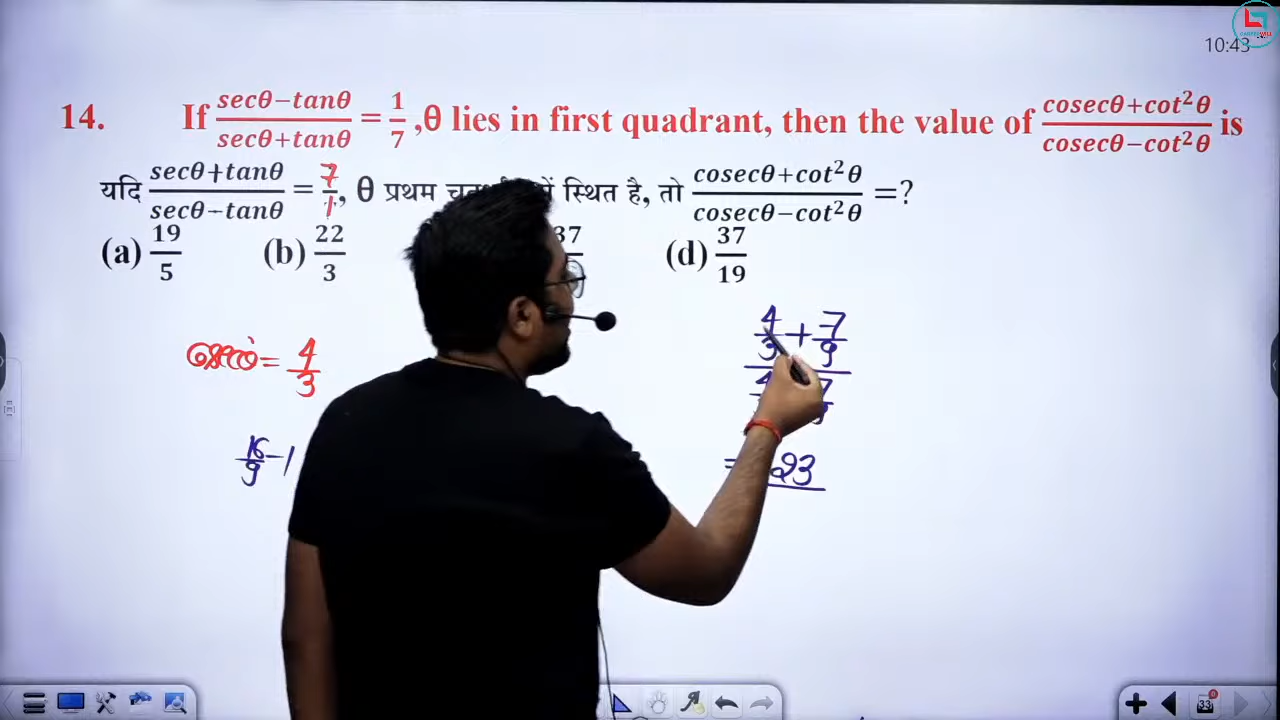 CAREERWILL
10:43
14. If (secθ−tanθ)/(secθ+tanθ) = 1/7 ,θ lies in first quadrant, then the value of (cosecθ+cot²θ)/(cosecθ−cot²θ) is
यदि (secθ+tanθ)/(secθ−tanθ) = 7/1, θ प्रथम में स्थित है, तो (cosecθ+cot²θ)/(cosecθ−cot²θ) =?
(a) 19/5 (b) 22/3 37 (d) 37/19
4/3 + 7/9
= 4/3
16/9 − 1
= 23
33